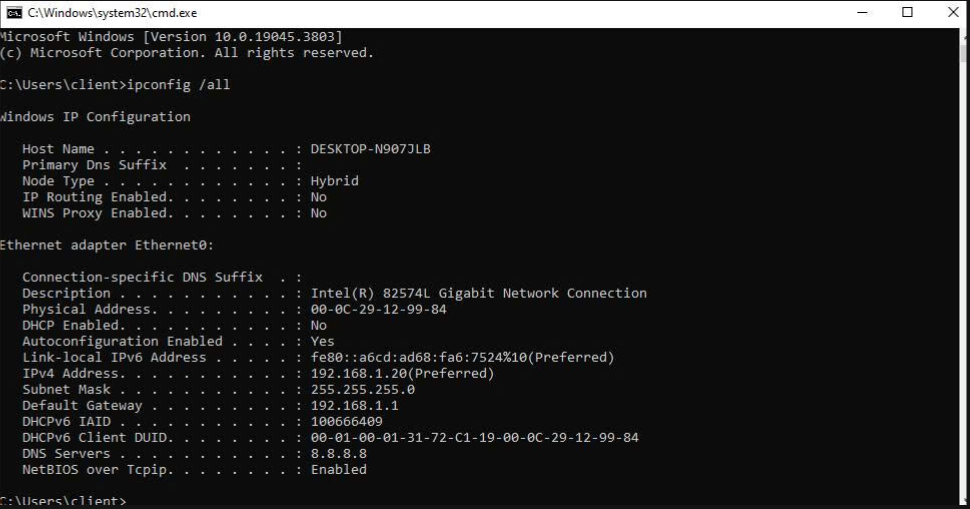 C:\Windows\system32\cmd.exe
Microsoft Windows [Version 10.0.19045.3803]
(c) Microsoft Corporation. All rights reserved.
C:\Users\client>ipconfig /all
Windows IP Configuration
Host Name . . . . . . . . . . . . : DESKTOP-N907JLB
Primary Dns Suffix . . . . . . . :
Node Type . . . . . . . . . . . . : Hybrid
IP Routing Enabled. . . . . . . . : No
WINS Proxy Enabled. . . . . . . . : No
Ethernet adapter Ethernet0:
Connection-specific DNS Suffix . :
Description . . . . . . . . . . . : Intel(R) 82574L Gigabit Network Connection
Physical Address. . . . . . . . . : 00-0C-29-12-99-84
DHCP Enabled. . . . . . . . . . . : No
Autoconfiguration Enabled . . . . : Yes
Link-local IPv6 Address . . . . . : fe80::a6cd:ad68:fa6:7524%10(Preferred)
IPv4 Address. . . . . . . . . . . : 192.168.1.20(Preferred)
Subnet Mask . . . . . . . . . . . : 255.255.255.0
Default Gateway . . . . . . . . . : 192.168.1.1
DHCPv6 IAID . . . . . . . . . . . : 100666409
DHCPv6 Client DUID. . . . . . . . : 00-01-00-01-31-72-C1-19-00-0C-29-12-99-84
DNS Servers . . . . . . . . . . . : 8.8.8.8
NetBIOS over Tcpip. . . . . . . . : Enabled
C:\Users\client>